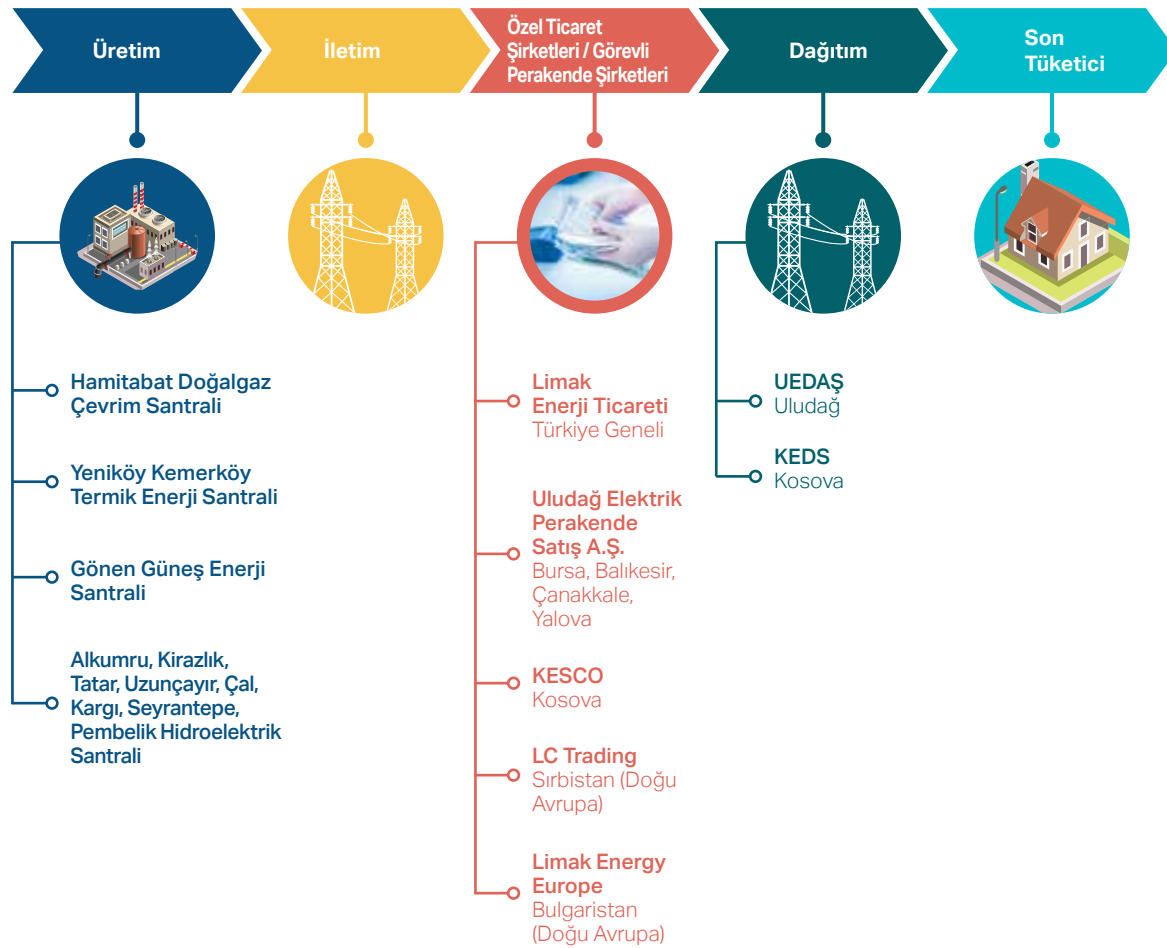 Üretim
İletim
Özel Ticaret
Şirketleri / Görevli
Perakende Şirketleri
Dağıtım
Son
Tüketici
Hamitabat Doğalgaz
Çevrim Santrali
Yeniköy Kemerköy
Termik Enerji Santrali
Gönen Güneş Enerji
Santrali
Alkumru, Kirazlık,
Tatar, Uzunçayır, Çal,
Kargı, Seyrantepe,
Pembelik Hidroelektrik
Santrali
Limak
Enerji Ticareti
Türkiye Geneli
Uludağ Elektrik
Perakende
Satış A.Ş.
Bursa, Balıkesir,
Çanakkale,
Yalova
KESCO
Kosova
LC Trading
Sırbistan (Doğu
Avrupa)
Limak Energy
Europe
Bulgaristan
(Doğu Avrupa)
UEDAŞ
Uludağ
KEDS
Kosova